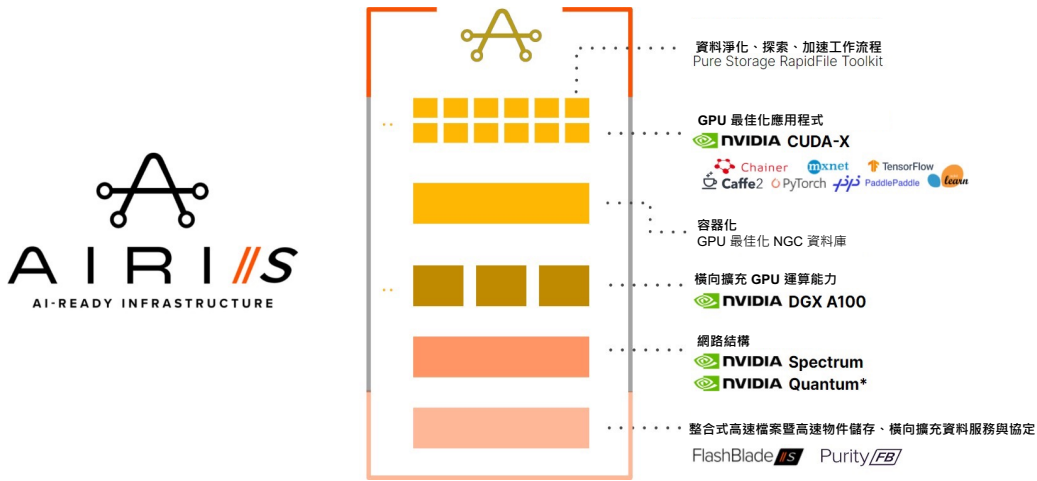 AIRI//S
AI-READY INFRASTRUCTURE
資料淨化、探索、加速工作流程
Pure Storage RapidFile Toolkit
GPU 最佳化應用程式
NVIDIA CUDA-X
Chainer mxnet TensorFlow
Caffe2 PyTorch PaddlePaddle learn
容器化
GPU 最佳化 NGC 資料庫
橫向擴充 GPU 運算能力
NVIDIA DGX A100
網路結構
NVIDIA Spectrum
NVIDIA Quantum*
整合式高速檔案暨高速物件儲存、橫向擴充資料服務與協定
FlashBlade//S Purity/FB/